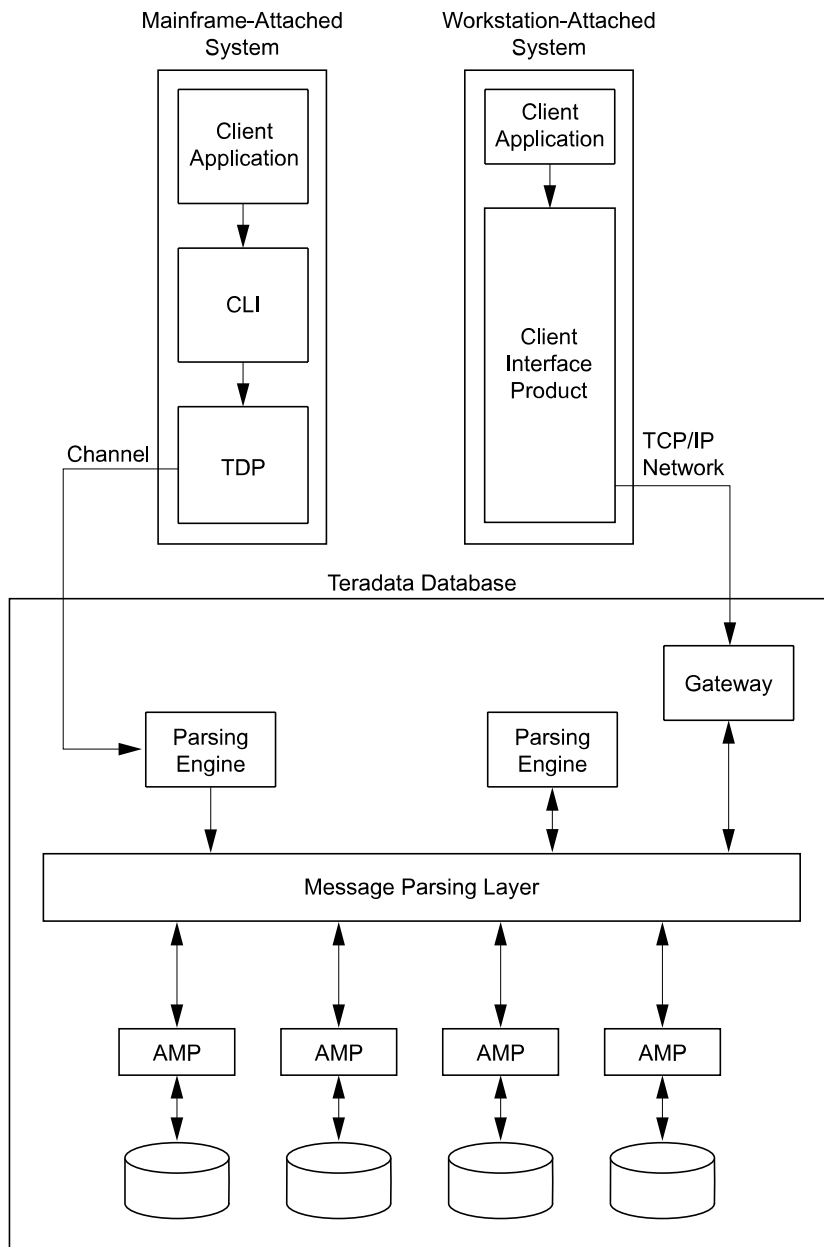 Mainframe-Attached
System
Workstation-Attached
System
Client
Application
Client
Application
CLI
Client
Interface
Product
TDP
Channel
TCP/IP
Network
Teradata Database
Gateway
Parsing
Engine
Parsing
Engine
Message Parsing Layer
AMP
AMP
AMP
AMP